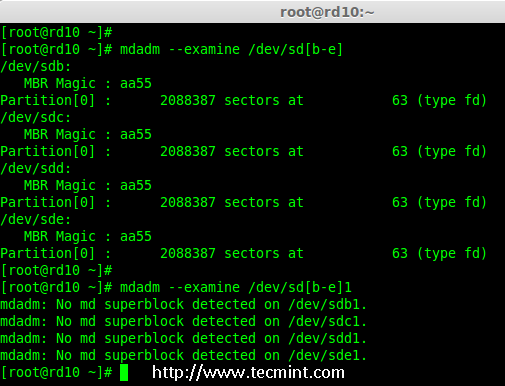 root@rd10:~
[root@rd10 ~]#
[root@rd10 ~]# mdadm --examine /dev/sd[b-e]
/dev/sdb:
   MBR Magic : aa55
Partition[0] :      2088387 sectors at           63 (type fd)
/dev/sdc:
   MBR Magic : aa55
Partition[0] :      2088387 sectors at           63 (type fd)
/dev/sdd:
   MBR Magic : aa55
Partition[0] :      2088387 sectors at           63 (type fd)
/dev/sde:
   MBR Magic : aa55
Partition[0] :      2088387 sectors at           63 (type fd)
[root@rd10 ~]#
[root@rd10 ~]# mdadm --examine /dev/sd[b-e]1
mdadm: No md superblock detected on /dev/sdb1.
mdadm: No md superblock detected on /dev/sdc1.
mdadm: No md superblock detected on /dev/sdd1.
mdadm: No md superblock detected on /dev/sde1.
[root@rd10 ~]# http://www.tecmint.com